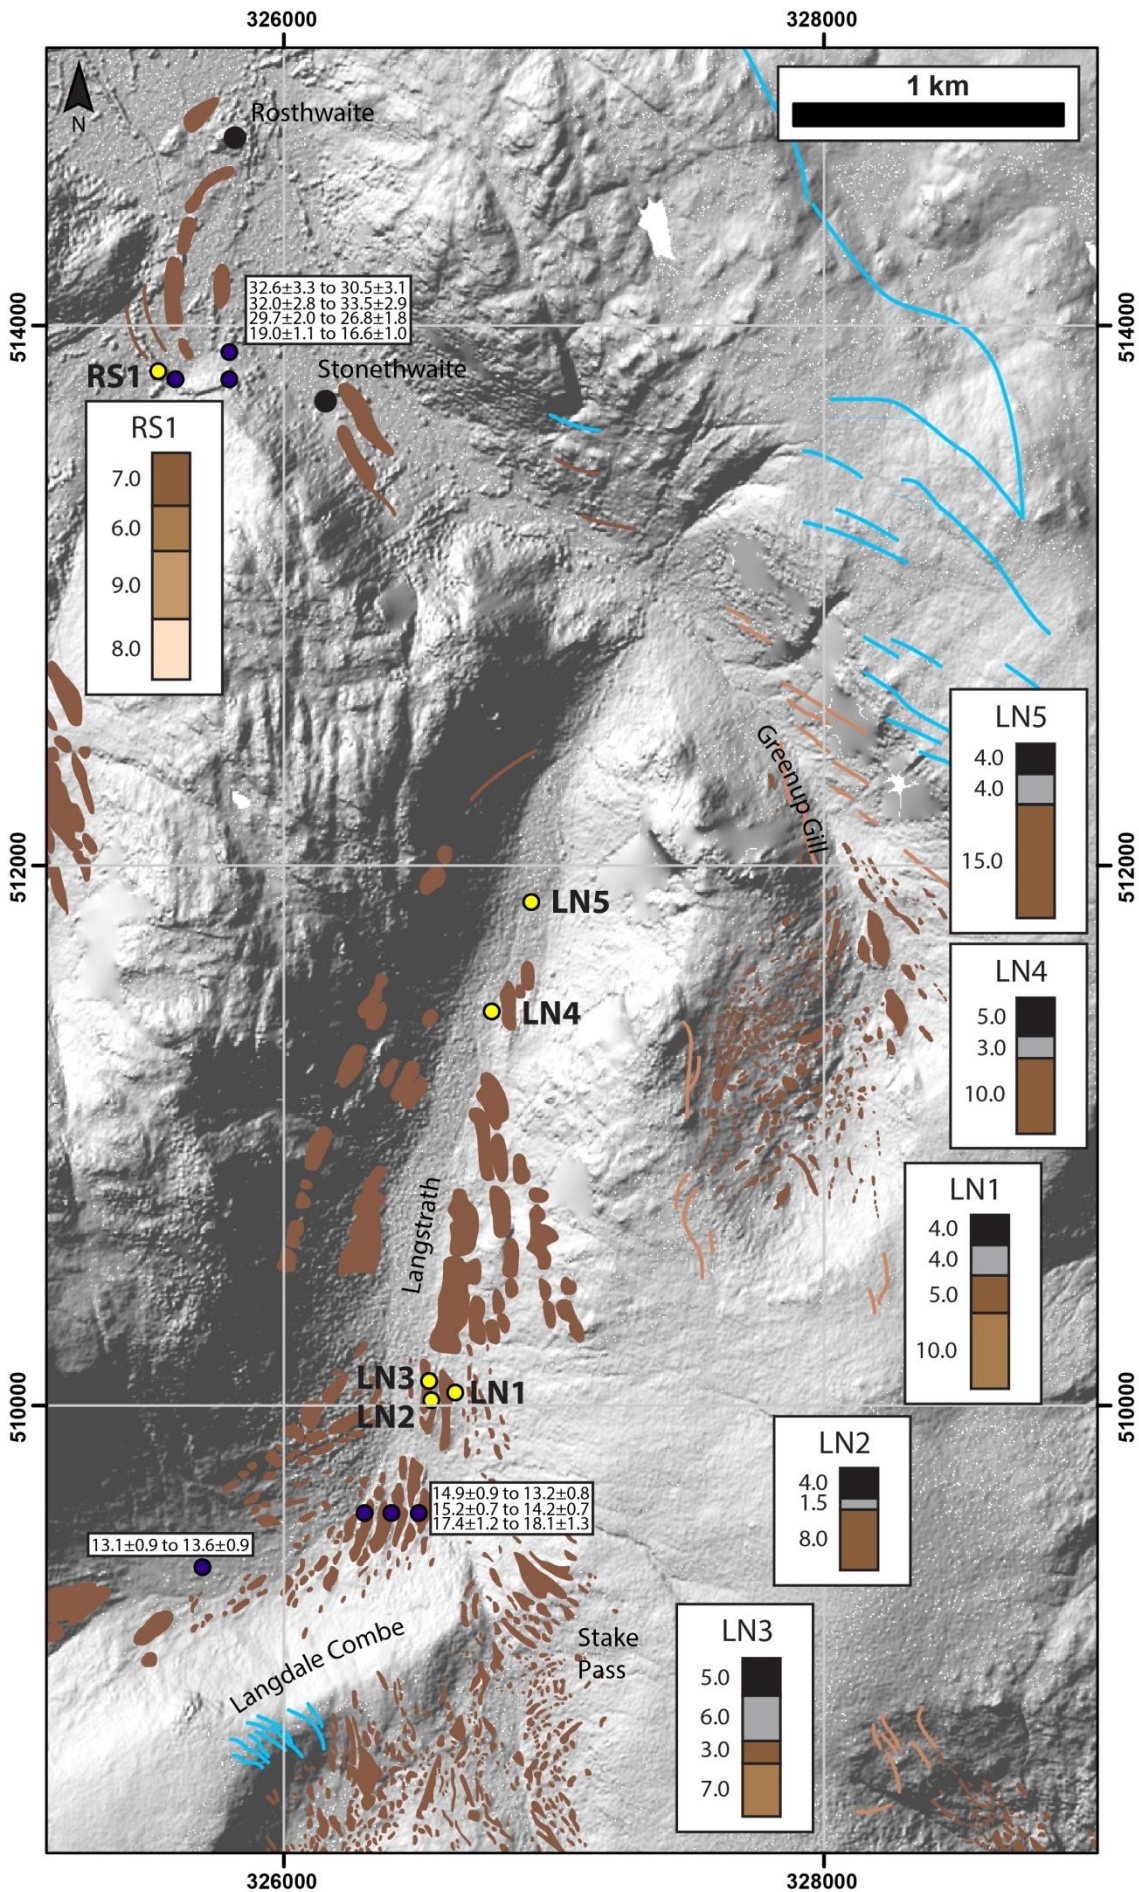 326000
328000
1 km
N
Rosthwaite
514000
514000
32.6±3.3 to 30.5±3.1
32.0±2.8 to 33.5±2.9
29.7±2.0 to 26.8±1.8
19.0±1.1 to 16.6±1.0
Stonethwaite
RS1
RS1
7.0
6.0
9.0
8.0
Greenup Gill
LN5
4.0
4.0
15.0
512000
512000
LN5
LN4
LN4
5.0
3.0
10.0
Langstrath
LN1
4.0
4.0
5.0
10.0
LN3
LN1
LN2
510000
510000
LN2
4.0
1.5
8.0
14.9±0.9 to 13.2±0.8
15.2±0.7 to 14.2±0.7
17.4±1.2 to 18.1±1.3
13.1±0.9 to 13.6±0.9
Langdale Combe
Stake
Pass
LN3
5.0
6.0
3.0
7.0
326000
328000